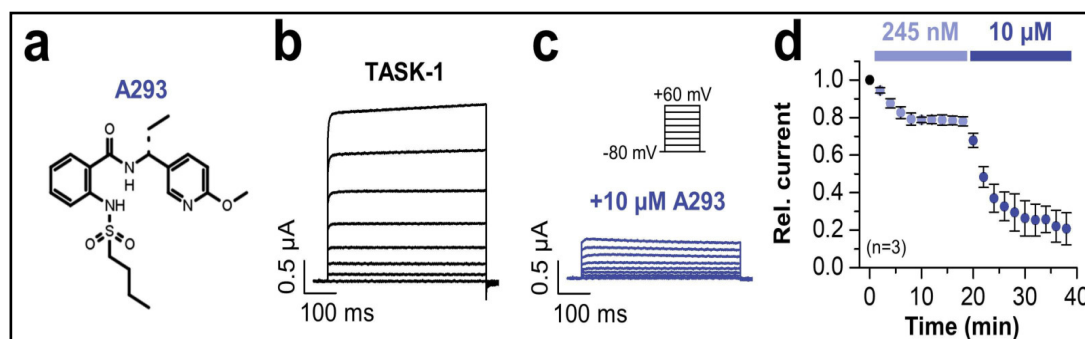 a
A293
O
N
H
NH
N
O
O
S
O
b
TASK-1
0.5 µA
100 ms
c
+60 mV
-80 mV
+10 µM A293
0.5 µA
100 ms
d
245 nM
10 µM
Rel. current
1.0
0.8
0.6
0.4
0.2
0.0
(n=3)
0
10
20
30
40
Time (min)